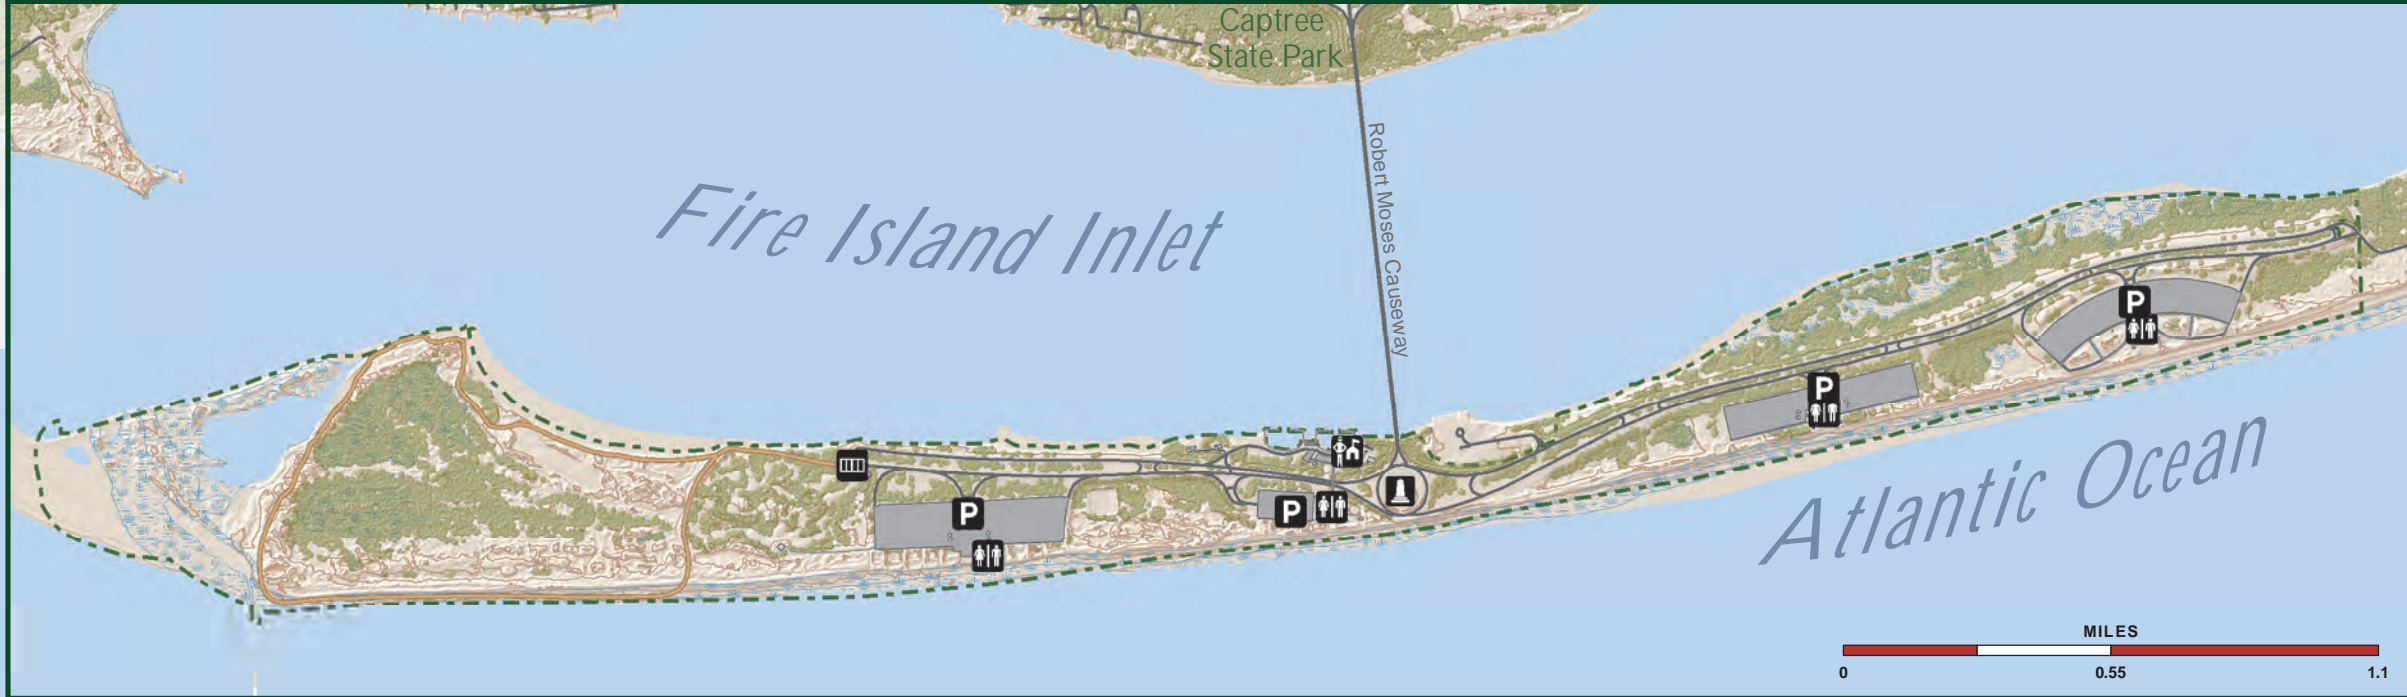 Captree
State Park
Robert Moses Causeway
Fire Island Inlet
P
P
P
P
Atlantic Ocean
MILES
0 0.55 1.1